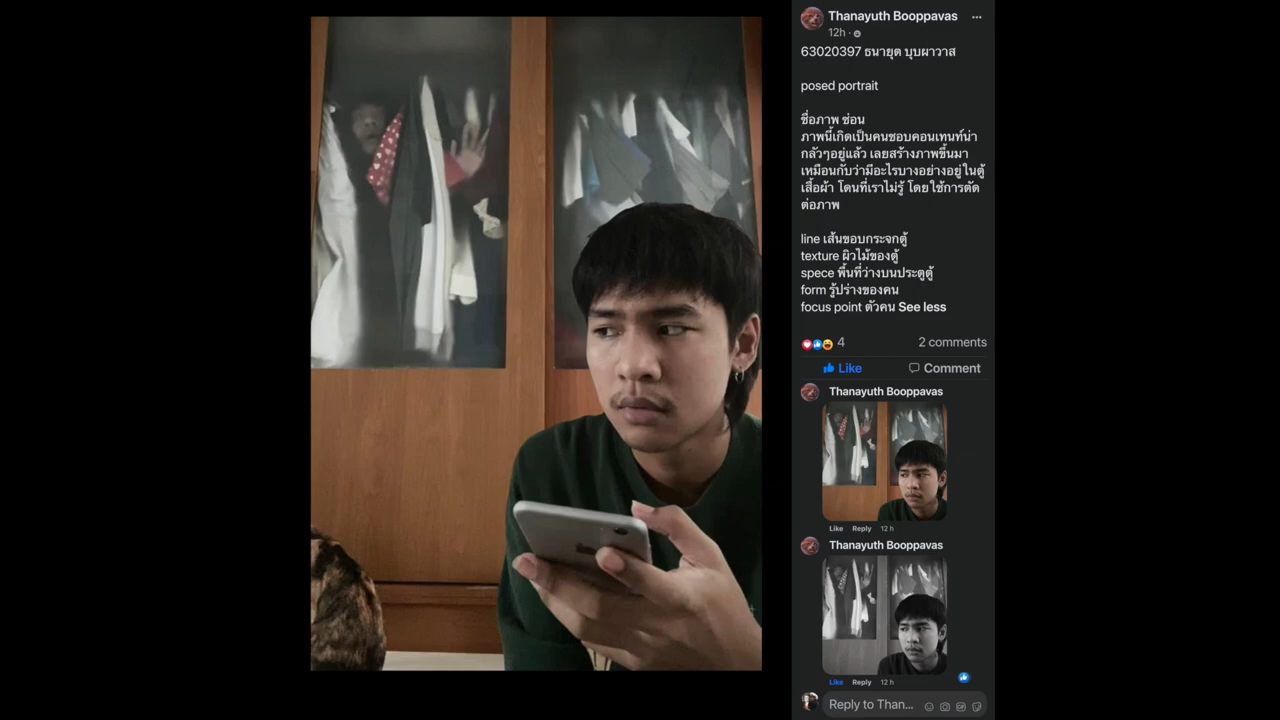 Thanayuth Booppavas
12h
63020397 ธนายุต บุบผาวาส
posed portrait
ชื่อภาพ ซ่อน
ภาพนี้เกิดเป็นคนชอบคอนเทนท์น่า
กลัวๆอยู่แล้ว เลยสร้างภาพขึ้นมา
เหมือนกับว่ามีอะไรบางอย่างอยู่ในตู้
เสื้อผ้า โดนที่เราไม่รู้ โดยใช้การตัด
ต่อภาพ
line เส้นขอบกระจกตู้
texture ผิวไม้ของตู้
spece พื้นที่ว่างบนประตูตู้
form รู้ปร่างของคน
focus point ตัวคน See less
4 2 comments
Like Comment
Thanayuth Booppavas
Like Reply 12 h
Thanayuth Booppavas
Like Reply 12 h
Reply to Than...